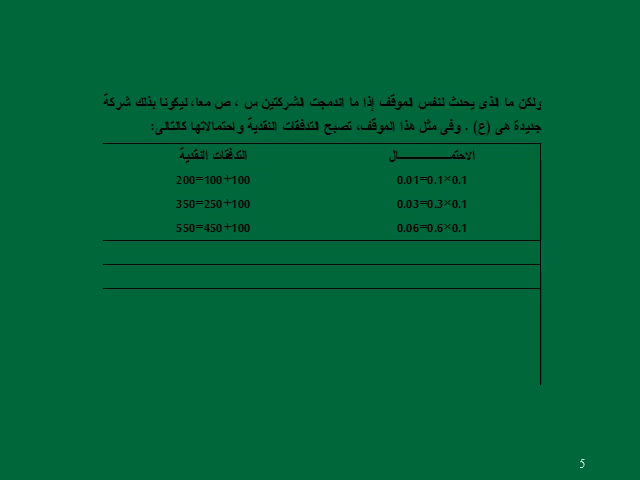 ولكن ما الذى يحدث لنفس الموقف إذا ما اندمجت الشركتين س ، ص معا، ليكونا بذلك شركة
جديدة هى (ع) . وفى مثل هذا الموقف، تصبح التدفقات النقدية واحتمالاتها كالتالى:
الاحتمـــــــــــــال التدفقات النقدية
0.01=0.1×0.1 200=100+100
0.03=0.3×0.1 350=250+100
0.06=0.6×0.1 550=450+100
5